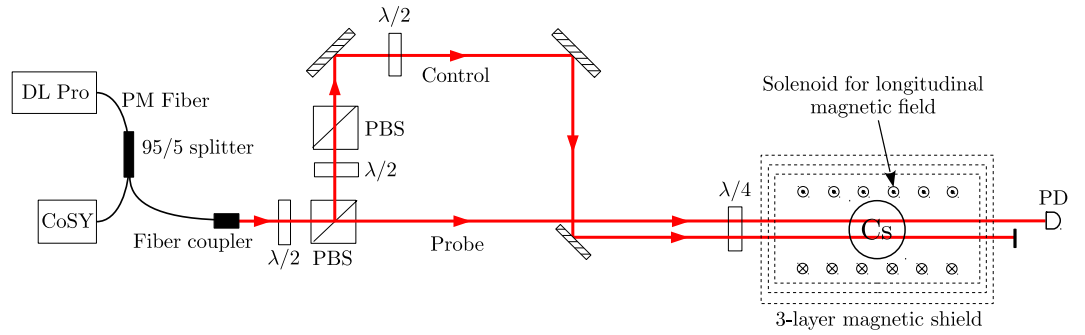 λ/2
Control
Solenoid for longitudinal
magnetic field
DL Pro
PM Fiber
95/5 splitter
PBS
λ/2
λ/4
CoSY
Fiber coupler
λ/2
PBS
Probe
Cs
PD
3-layer magnetic shield